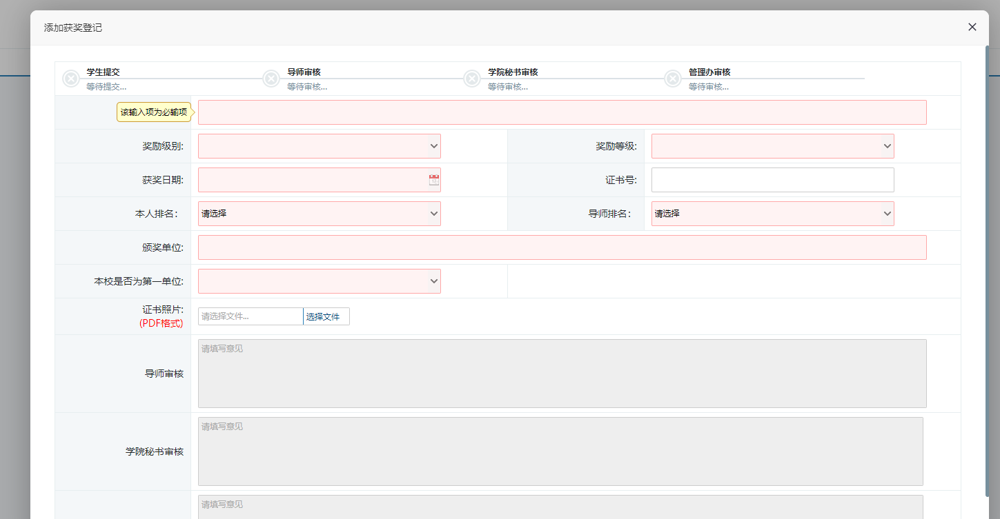 添加获奖登记
学生提交
等待提交...
导师审核
等待审核...
学院秘书审核
等待审核...
管理办审核
等待审核...
该输入项为必输项
奖励级别:
奖励等级:
获奖日期:
证书号:
本人排名：
请选择
导师排名：
请选择
颁奖单位:
本校是否为第一单位:
证书照片:
(PDF格式)
请选择文件...
选择文件
导师审核
请填写意见
学院秘书审核
请填写意见
请填写意见